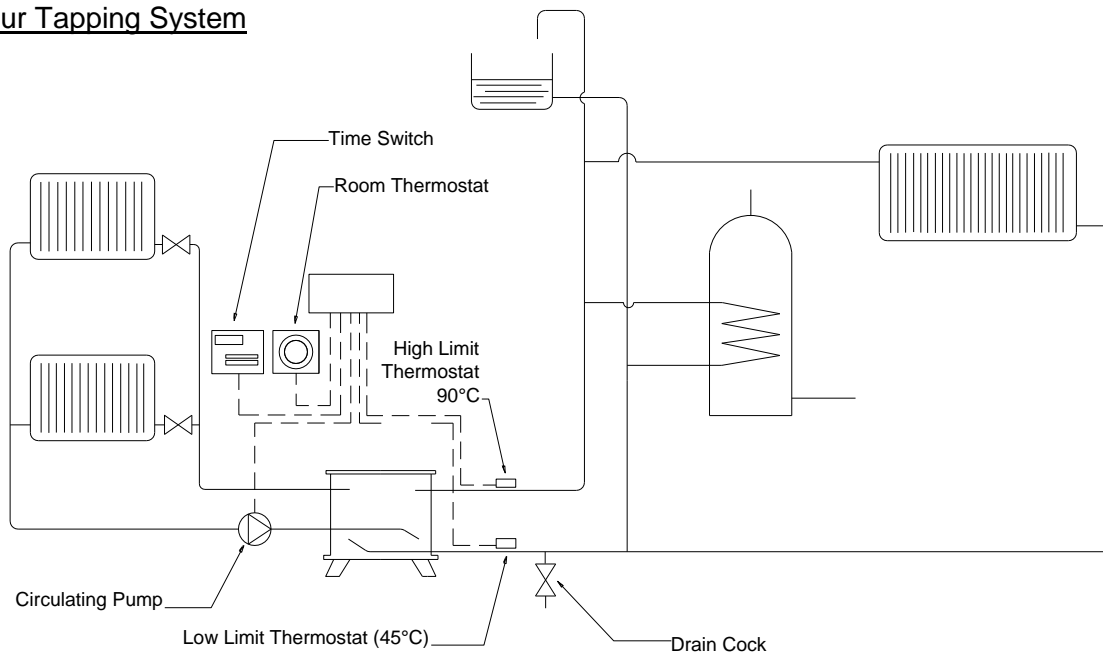 ur Tapping System
Time Switch
Room Thermostat
High Limit
Thermostat
90°C
Circulating Pump
Low Limit Thermostat (45°C)
Drain Cock